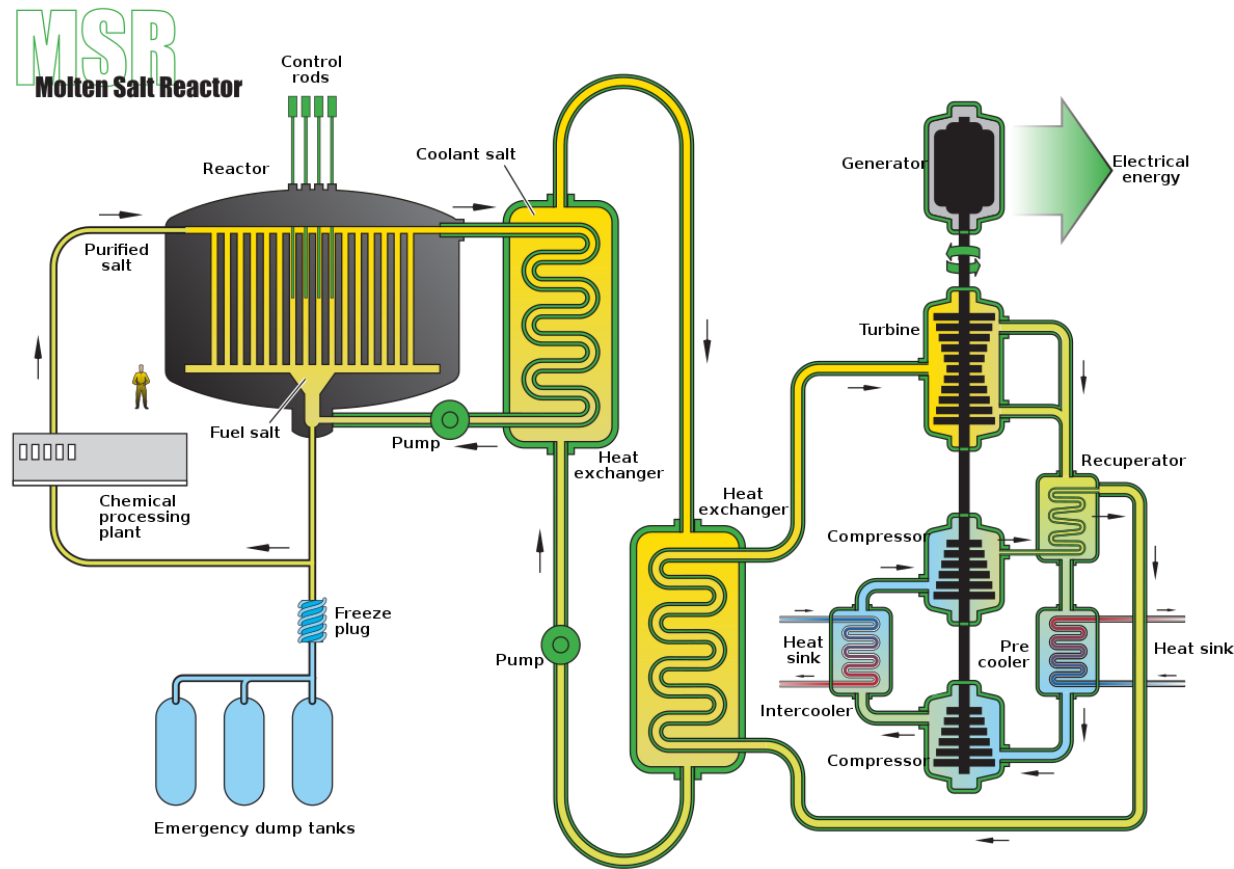 MSR
Molten Salt Reactor
Control
rods
Reactor
Coolant salt
Generator
Electrical
energy
Purified
salt
Turbine
Fuel salt
Pump
Heat
exchanger
Recuperator
Chemical
processing
plant
Heat
exchanger
Compressor
Freeze
plug
Pump
Heat
sink
Pre
cooler
Heat sink
Intercooler
Compressor
Emergency dump tanks